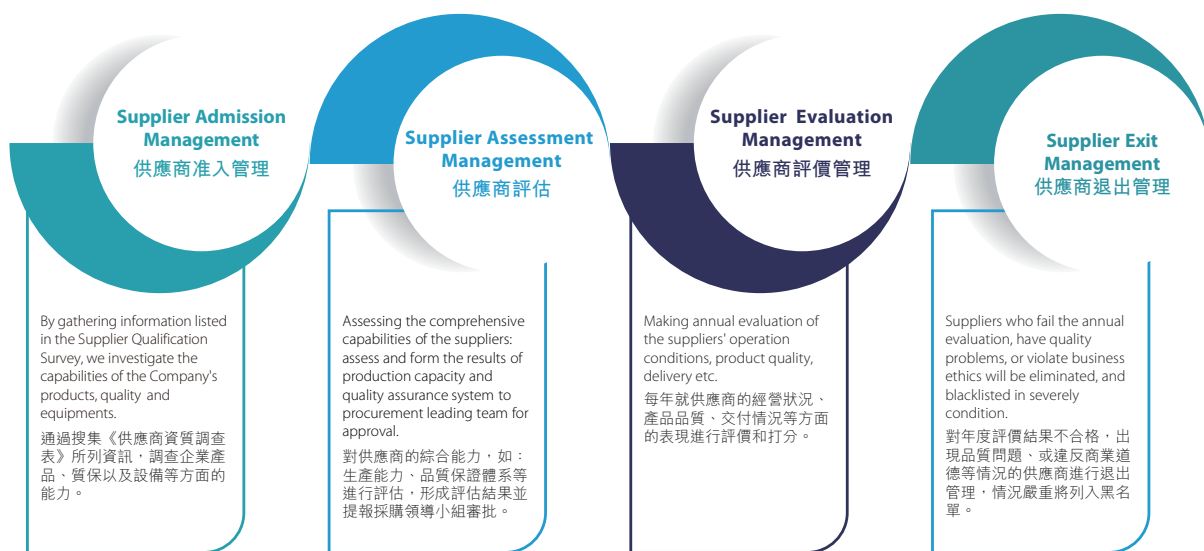 Supplier Admission
Management
供應商准入管理
By gathering information listed
in the Supplier Qualification
Survey, we investigate the
capabilities of the Company's
products, quality and
equipments.
通過搜集《供應商資質調查
表》所列資訊，調查企業產
品、質保以及設備等方面的
能力。
Supplier Assessment
Management
供應商評估
Assessing the comprehensive
capabilities of the suppliers:
assess and form the results of
production capacity and
quality assurance system to
procurement leading team for
approval.
對供應商的綜合能力，如：
生產能力、品質保證體系等
進行評估，形成評估結果並
提報採購領導小組審批。
Supplier Evaluation
Management
供應商評價管理
Making annual evaluation of
the suppliers' operation
conditions, product quality,
delivery etc.
每年就供應商的經營狀況、
產品品質、交付情況等方面
的表現進行評價和打分。
Supplier Exit
Management
供應商退出管理
Suppliers who fail the annual
evaluation, have quality
problems, or violate business
ethics will be eliminated, and
blacklisted in severely
condition.
對年度評價結果不合格，出
現品質問題、或違反商業道
德等情況的供應商進行退出
管理，情況嚴重將列入黑名
單。